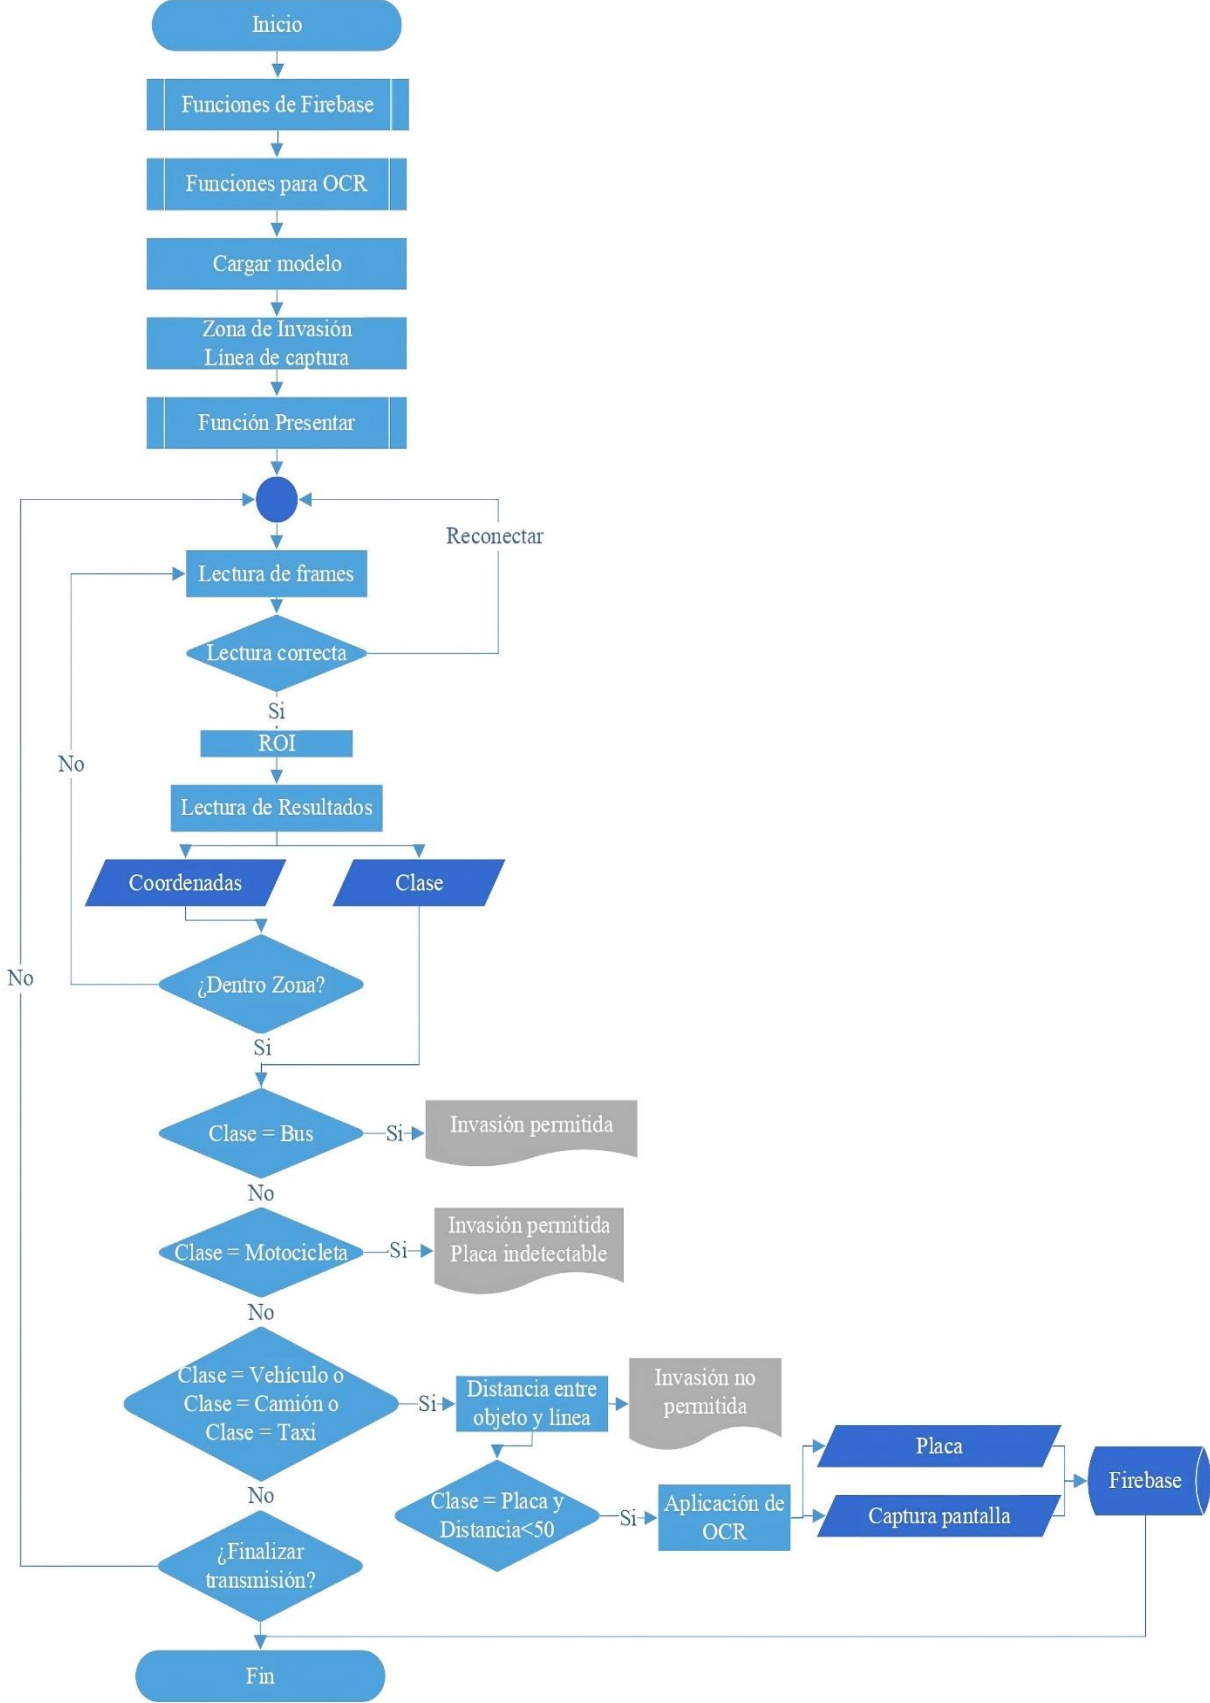 Inicio
Funciones de Firebase
Funciones para OCR
Cargar modelo
Zona de Invasión
Línea de captura
Función Presentar
Reconectar
Lectura de frames
Lectura correcta
Si
ROI
No
Lectura de Resultados
Coordenadas
Clase
No
¿Dentro Zona?
Si
Clase = Bus
Si
Invasión permitida
No
Clase = Motocicleta
Si
Invasión permitida
Placa indetectable
No
Clase = Vehículo o
Clase = Camión o
Clase = Taxi
Si
Distancia entre
objeto y línea
Invasión no
permitida
No
Clase = Placa y
Distancia<50
Si
Aplicación de
OCR
Placa
Captura pantalla
Firebase
¿Finalizar
transmisión?
Fin